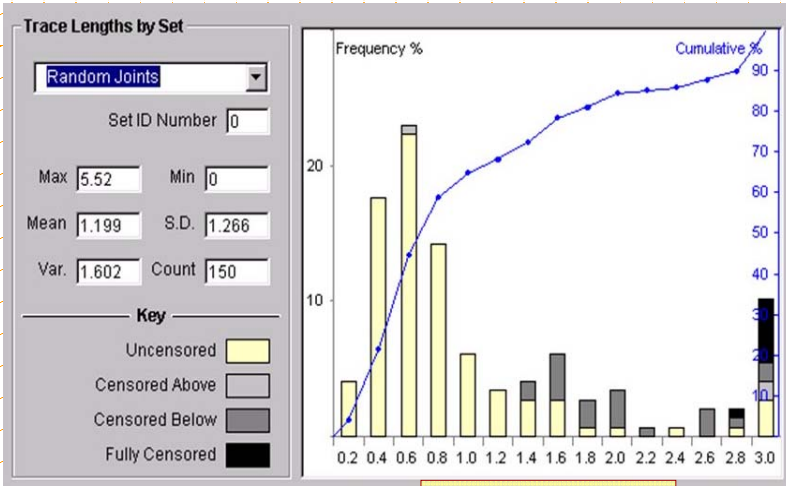 Trace Lengths by Set
Random Joints
Set ID Number 0
Max 5.52 Min 0
Mean 1.199 S.D. 1.266
Var. 1.602 Count 150
Key
Uncensored
Censored Above
Censored Below
Fully Censored
Frequency % Cumulative %
90
80
20
70
60
50
40
10
30
20
10
0.2 0.4 0.6 0.8 1.0 1.2 1.4 1.6 1.8 2.0 2.2 2.4 2.6 2.8 3.0